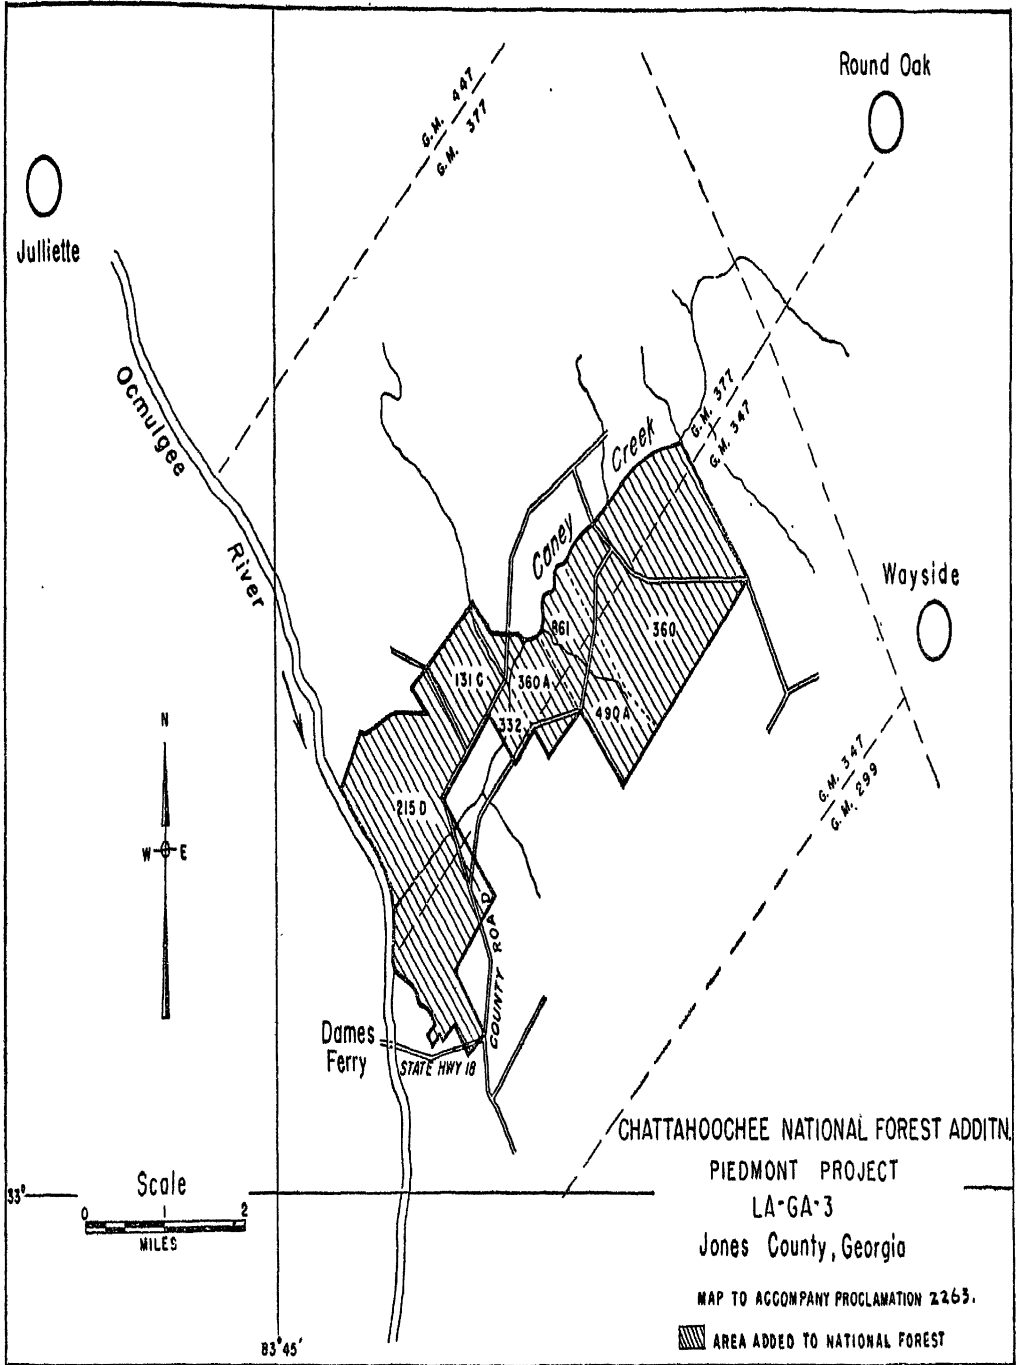 Round Oak
G.M. 447
G.M. 377
Julliette
Ocmulgee
River
G.M. 377
G.M. 347
Creek
Caney
Wayside
861
360
131 C
360 A
332
490 A
215 D
N
W E
G.M. 347
G.M. 299
COUNTY ROAD
Dames
Ferry
STATE HWY 18
CHATTAHOOCHEE NATIONAL FOREST ADDITN.
PIEDMONT PROJECT
LA-GA-3
Jones County, Georgia
MAP TO ACCOMPANY PROCLAMATION 2263.
AREA ADDED TO NATIONAL FOREST
33°
Scale
0 1 2
MILES
83°45'